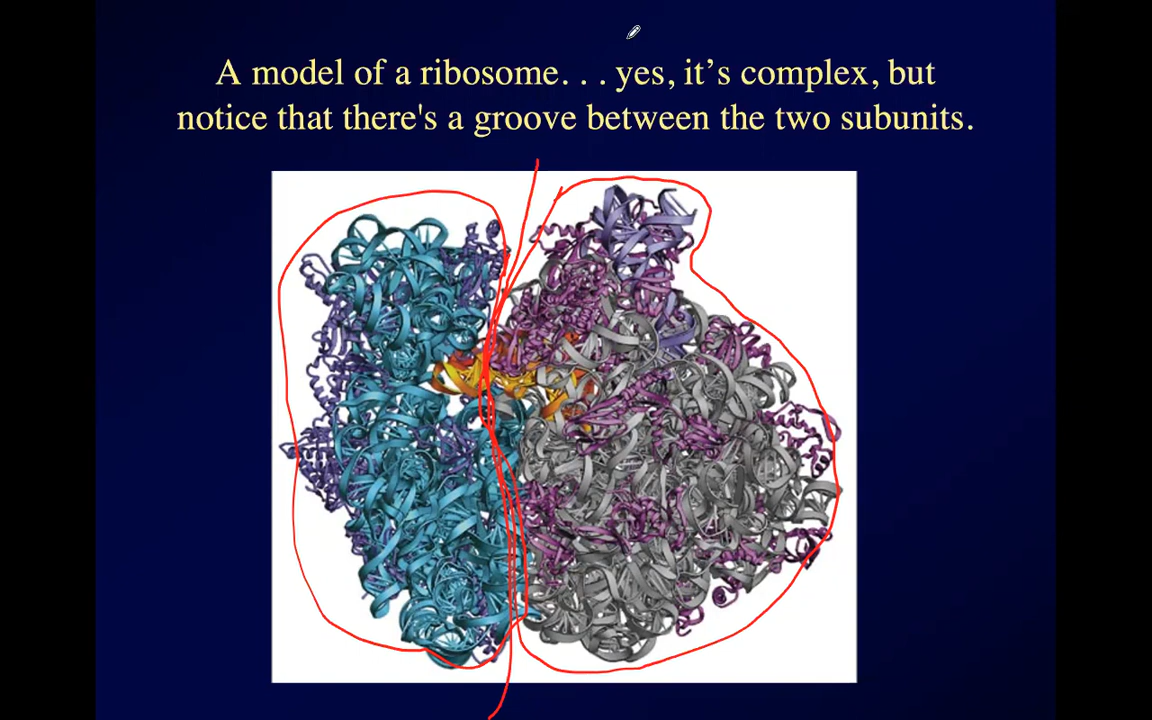 A model of a ribosome. . . yes, it’s complex, but
notice that there's a groove between the two subunits.